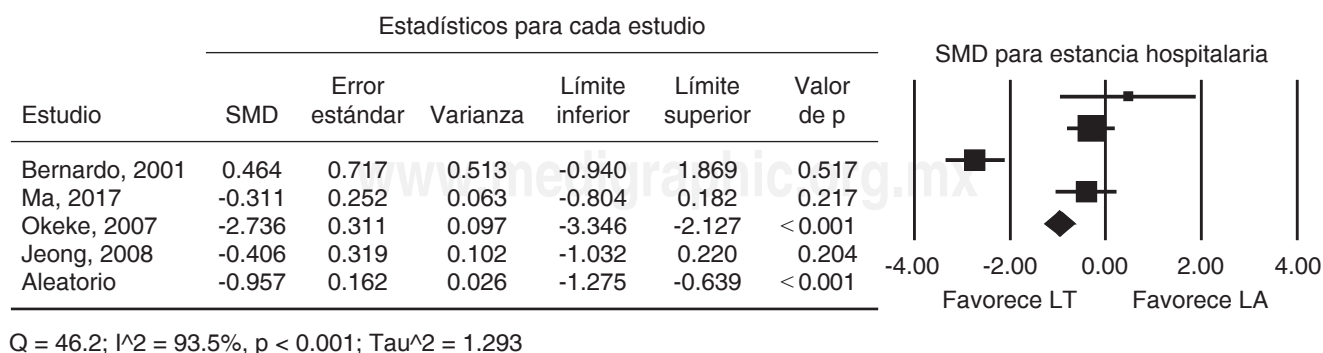 Estadísticos para cada estudio
Estudio SMD Error estándar Varianza Límite inferior Límite superior Valor de p
Bernardo, 2001 0.464 0.717 0.513 -0.940 1.869 0.517
Ma, 2017 -0.311 0.252 0.063 -0.804 0.182 0.217
Okeke, 2007 -2.736 0.311 0.097 -3.346 -2.127 < 0.001
Jeong, 2008 -0.406 0.319 0.102 -1.032 0.220 0.204
Aleatorio -0.957 0.162 0.026 -1.275 -0.639 < 0.001
www.medigraphic.org.mx
SMD para estancia hospitalaria
-4.00 -2.00 0.00 2.00 4.00
Favorece LT Favorece LA
Q = 46.2; I^2 = 93.5%, p < 0.001; Tau^2 = 1.293